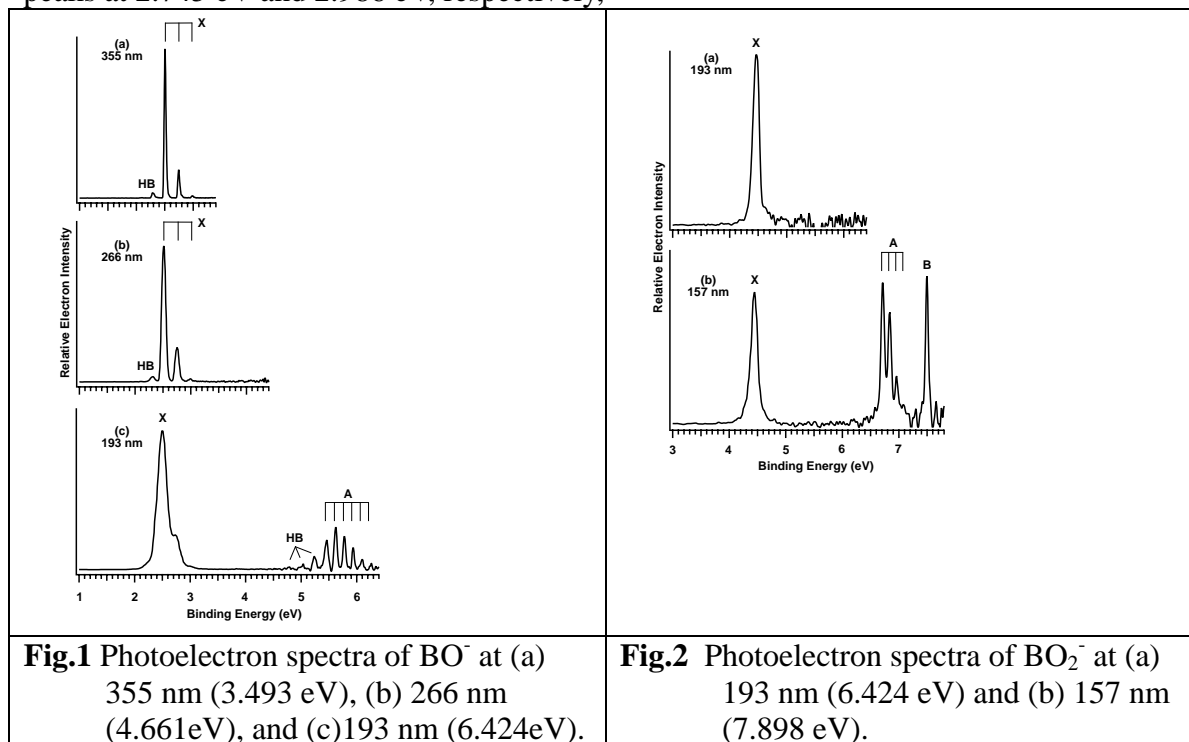 peaks at eV and eV, respectively,
X
(a)
355 nm
HB
X
(b)
266 nm
HB
X
(c)
193 nm
A
HB
Relative Electron Intensity
1 2 3 4 5 6
Binding Energy (eV)
X
(a)
193 nm
A
B
X
(b)
157 nm
Relative Electron Intensity
3 4 5 6 7
Binding Energy (eV)
Fig.1 Photoelectron spectra of BO⁻ at (a)
355 nm (3.493 eV), (b) 266 nm
(4.661eV), and (c)193 nm (6.424eV).
Fig.2 Photoelectron spectra of BO₂⁻ at (a)
193 nm (6.424 eV) and (b) 157 nm
(7.898 eV).